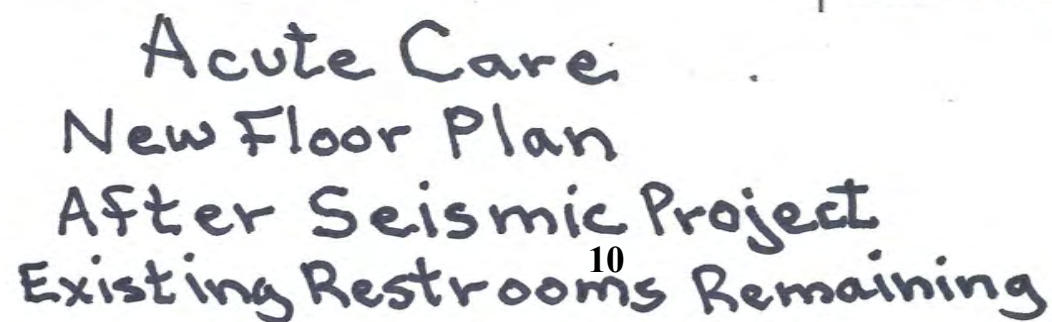 Acute Care
New Floor Plan
After Seismic Project
10
Existing Restrooms Remaining